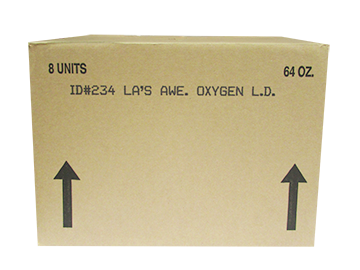 8 UNITS 64 OZ.
ID#234 LA'S AWE. OXYGEN L.D.